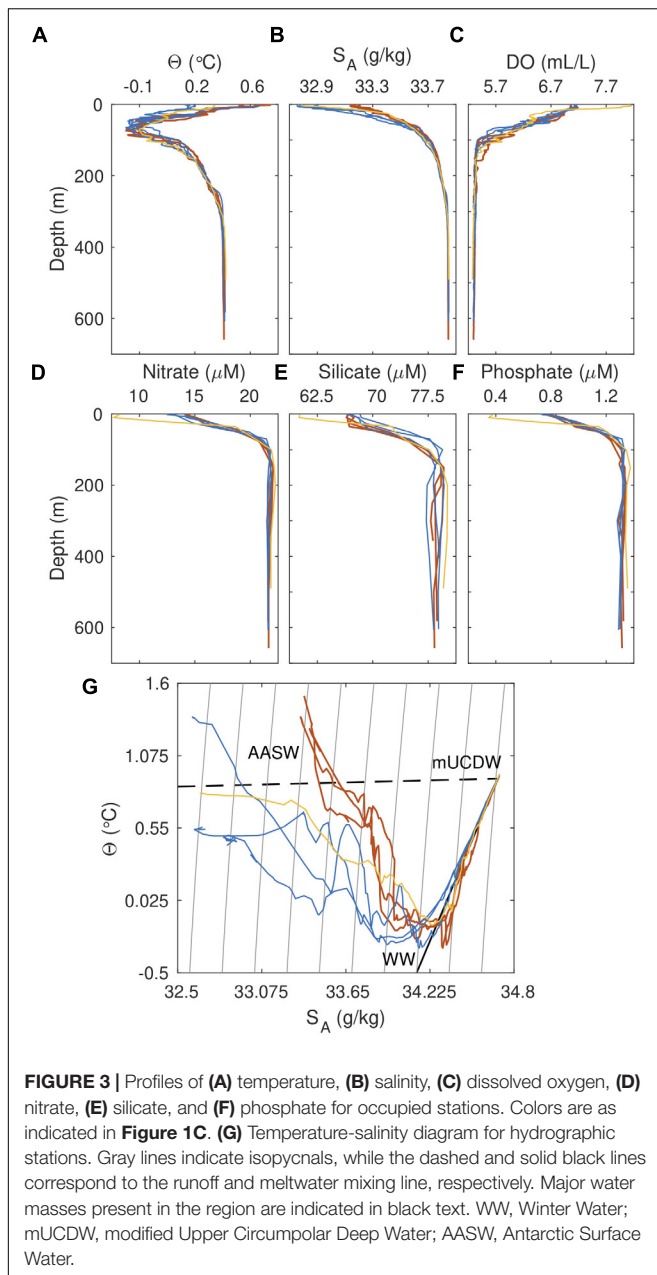 A B C
Θ (°C) S_A (g/kg) DO (mL/L)
-0.1 0.2 0.6 32.9 33.3 33.7 5.7 6.7 7.7
0
200
400
600
Depth (m)
D Nitrate (μM) E Silicate (μM) F Phosphate (μM)
10 15 20 62.5 70 77.5 0.4 0.8 1.2
0
200
400
600
Depth (m)
G
1.6
1.075
0.55
0.025
-0.5
Θ (°C)
AASW
mUCDW
WW
32.5 33.075 33.65 34.225 34.8
S_A (g/kg)
FIGURE 3 | Profiles of (A) temperature, (B) salinity, (C) dissolved oxygen, (D)
nitrate, (E) silicate, and (F) phosphate for occupied stations. Colors are as
indicated in Figure 1C. (G) Temperature-salinity diagram for hydrographic
stations. Gray lines indicate isopycnals, while the dashed and solid black lines
correspond to the runoff and meltwater mixing line, respectively. Major water
masses present in the region are indicated in black text. WW, Winter Water;
mUCDW, modified Upper Circumpolar Deep Water; AASW, Antarctic Surface
Water.